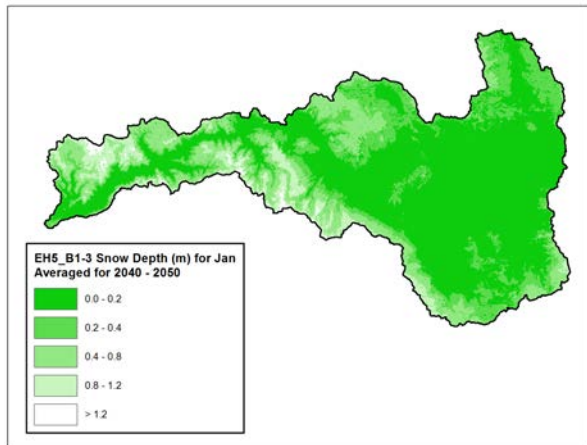 EH5_B1-3 Snow Depth (m) for Jan
Averaged for 2040 - 2050
0.0 - 0.2
0.2 - 0.4
0.4 - 0.8
0.8 - 1.2
> 1.2